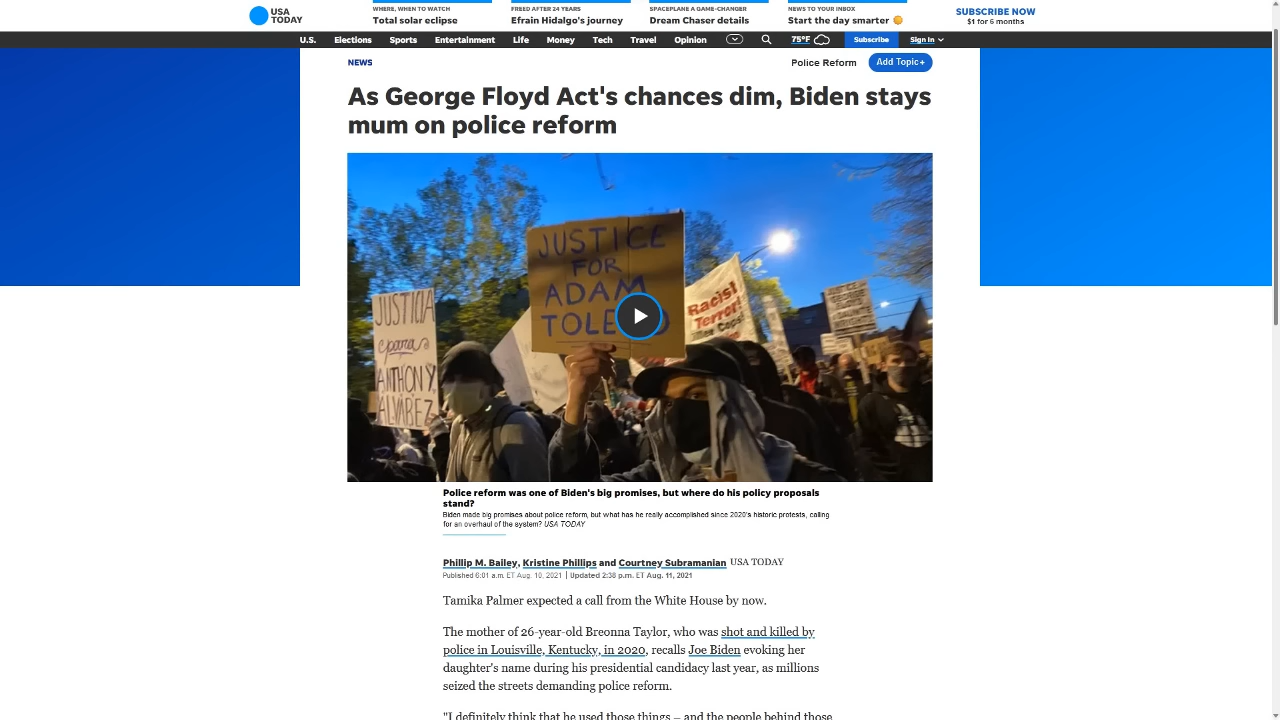 USA
TODAY
WHERE, WHEN TO WATCH
Total solar eclipse
FREED AFTER 24 YEARS
Efrain Hidalgo's journey
SPACEPLANE A GAME-CHANGER
Dream Chaser details
NEWS TO YOUR INBOX
Start the day smarter
SUBSCRIBE NOW
$1 for 6 months
U.S. Elections Sports Entertainment Life Money Tech Travel Opinion 75°F Subscribe Sign In
NEWS
Police Reform Add Topic+
As George Floyd Act's chances dim, Biden stays
mum on police reform
JUSTICIA
para
ANTHONY
ALVAREZ
JUSTICE
FOR
ADAM
TOLEDO
Racist
Terror!
Police reform was one of Biden's big promises, but where do his policy proposals
stand?
Biden made big promises about police reform, but what has he really accomplished since 2020's historic protests, calling
for an overhaul of the system? USA TODAY
Phillip M. Bailey, Kristine Phillips and Courtney Subramanian USA TODAY
Published 6:01 a.m. ET Aug. 10, 2021 | Updated 2:38 p.m. ET Aug. 11, 2021
Tamika Palmer expected a call from the White House by now.
The mother of 26-year-old Breonna Taylor, who was shot and killed by
police in Louisville, Kentucky, in 2020, recalls Joe Biden evoking her
daughter's name during his presidential candidacy last year, as millions
seized the streets demanding police reform.
"I definitely think that he used those things – and the people behind those